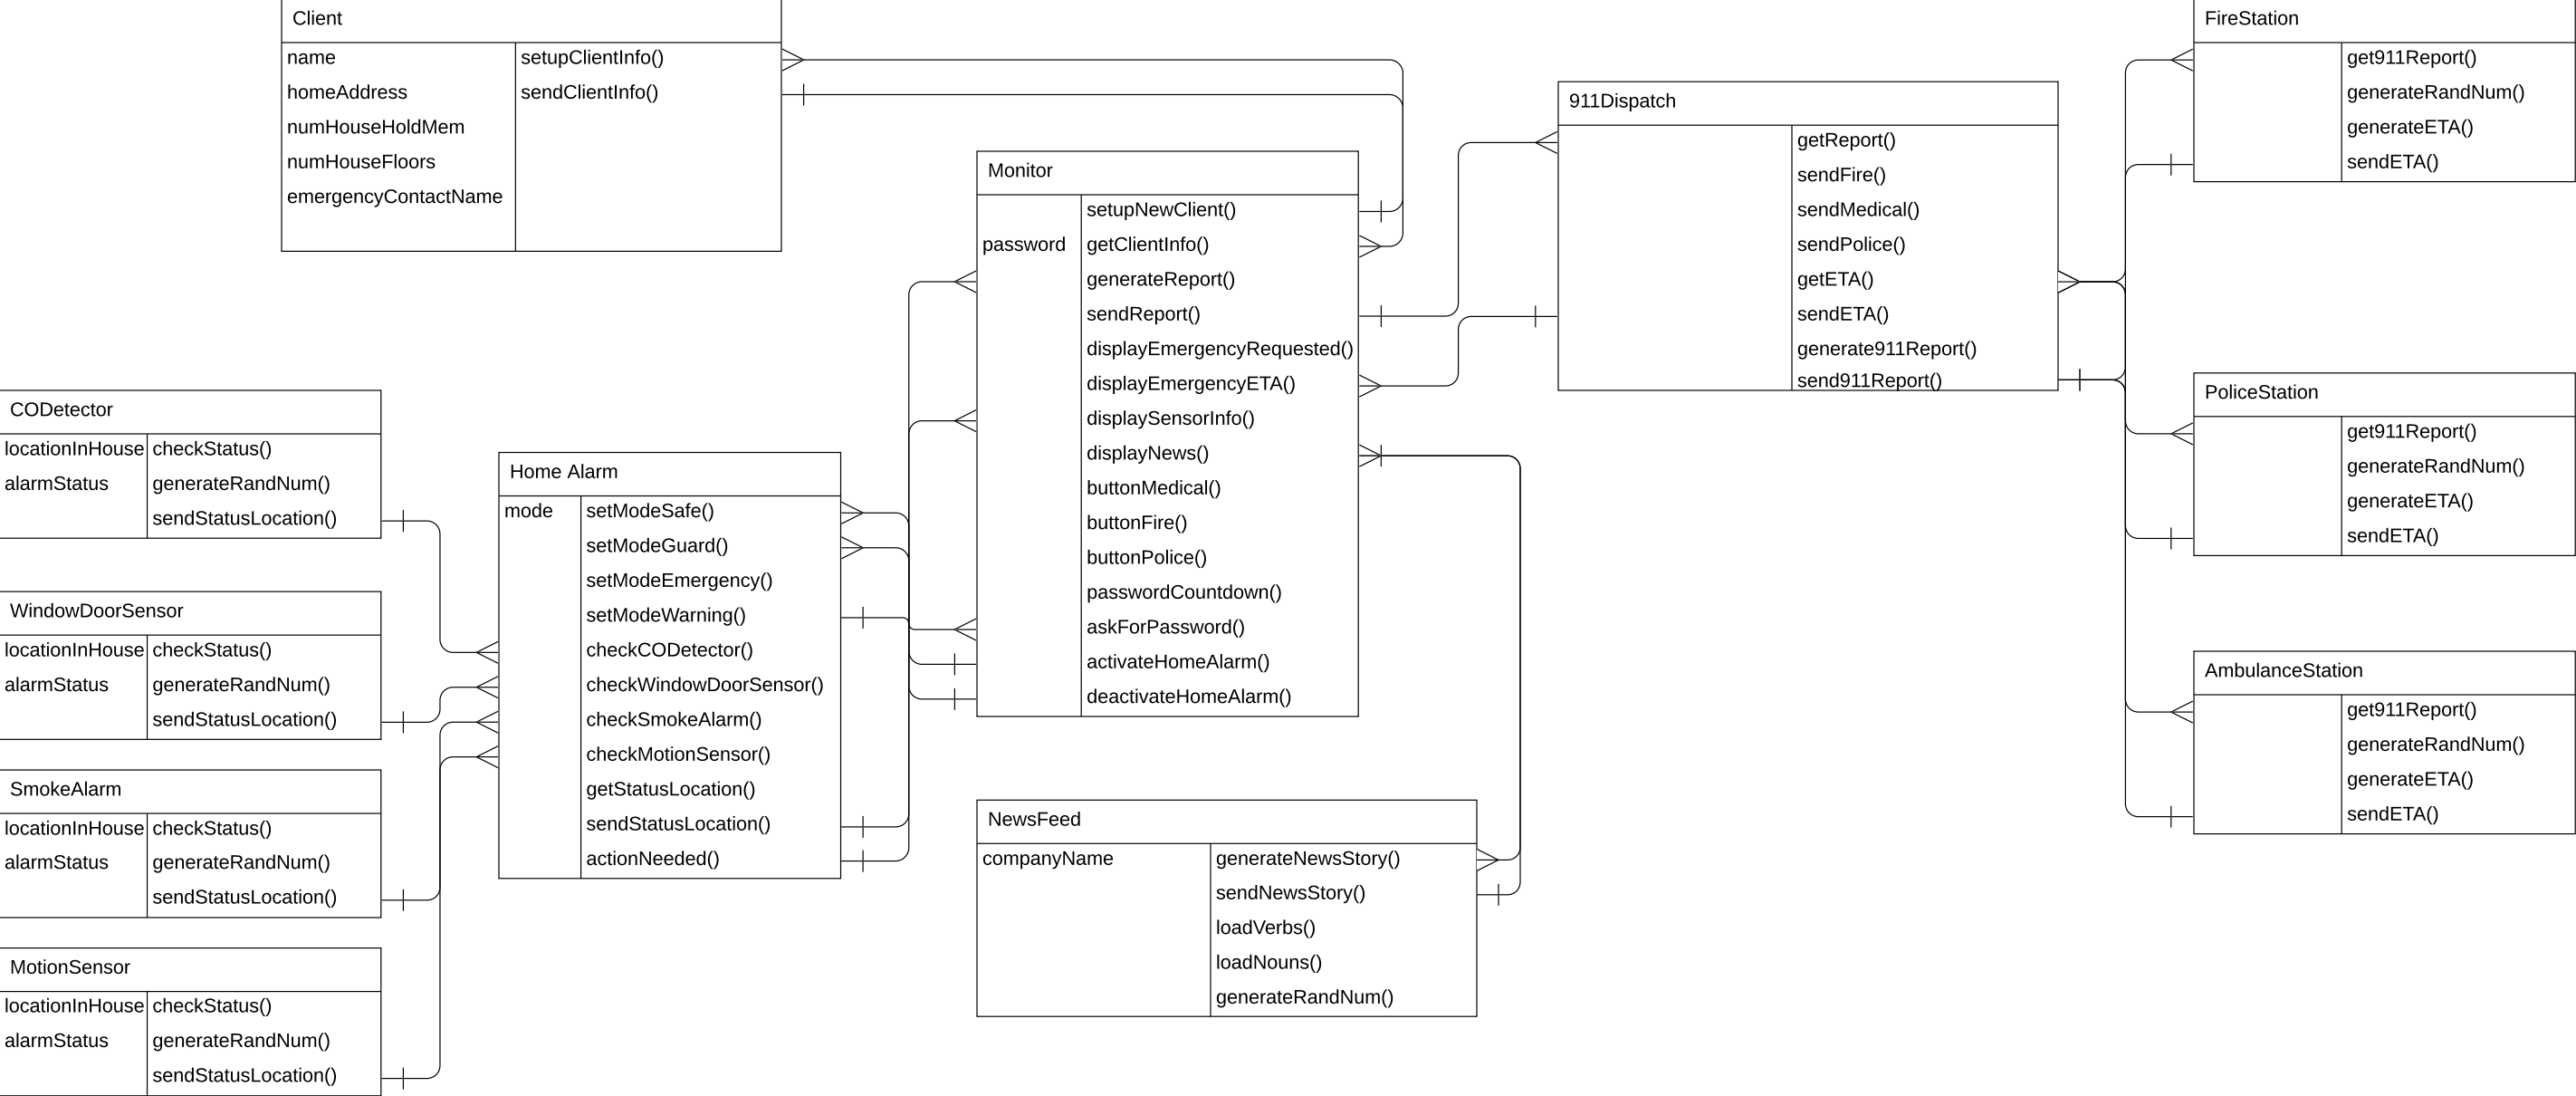 Client
name
homeAddress
numHouseHoldMem
numHouseFloors
emergencyContactName
setupClientInfo()
sendClientInfo()
Monitor
password
setupNewClient()
getClientInfo()
generateReport()
sendReport()
displayEmergencyRequested()
displayEmergencyETA()
displaySensorInfo()
displayNews()
buttonMedical()
buttonFire()
buttonPolice()
passwordCountdown()
askForPassword()
activateHomeAlarm()
deactivateHomeAlarm()
911Dispatch
getReport()
sendFire()
sendMedical()
sendPolice()
getETA()
sendETA()
generate911Report()
send911Report()
FireStation
get911Report()
generateRandNum()
generateETA()
sendETA()
PoliceStation
get911Report()
generateRandNum()
generateETA()
sendETA()
AmbulanceStation
get911Report()
generateRandNum()
generateETA()
sendETA()
CODetector
locationInHouse
alarmStatus
checkStatus()
generateRandNum()
sendStatusLocation()
WindowDoorSensor
locationInHouse
alarmStatus
checkStatus()
generateRandNum()
sendStatusLocation()
SmokeAlarm
locationInHouse
alarmStatus
checkStatus()
generateRandNum()
sendStatusLocation()
MotionSensor
locationInHouse
alarmStatus
checkStatus()
generateRandNum()
sendStatusLocation()
Home Alarm
mode
setModeSafe()
setModeGuard()
setModeEmergency()
setModeWarning()
checkCODetector()
checkWindowDoorSensor()
checkSmokeAlarm()
checkMotionSensor()
getStatusLocation()
sendStatusLocation()
actionNeeded()
NewsFeed
companyName
generateNewsStory()
sendNewsStory()
loadVerbs()
loadNouns()
generateRandNum()